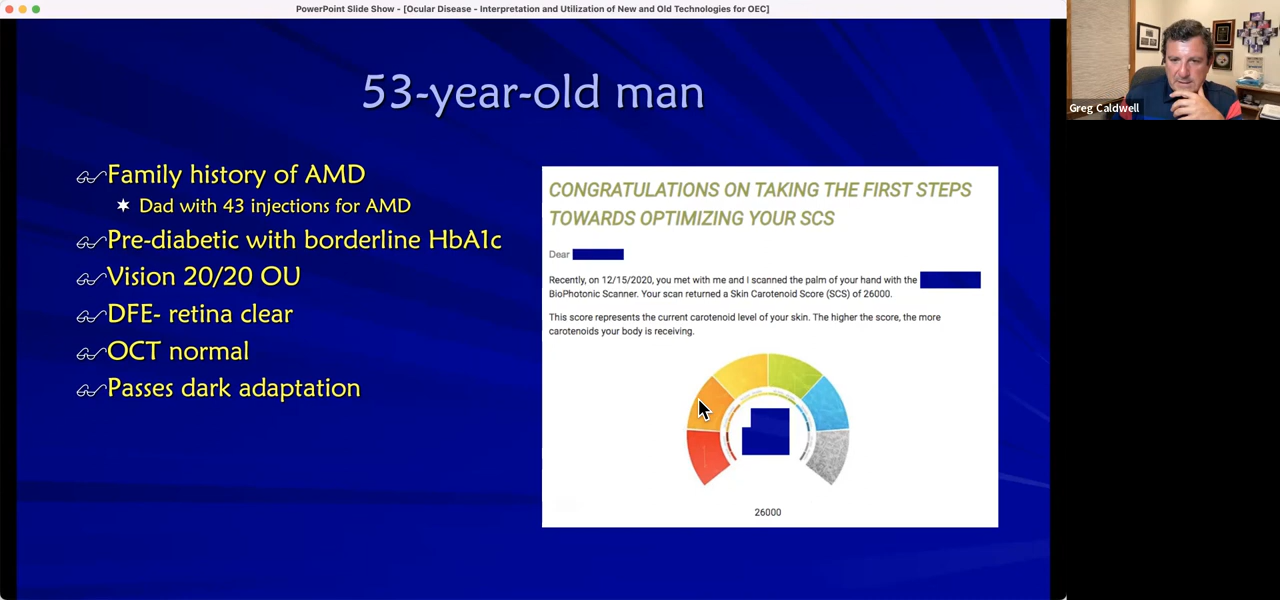 PowerPoint Slide Show - [Ocular Disease - Interpretation and Utilization of New and Old Technologies for OEC]
Greg Caldwell
53-year-old man
Family history of AMD
Dad with 43 injections for AMD
Pre-diabetic with borderline HbA1c
Vision 20/20 OU
DFE- retina clear
OCT normal
Passes dark adaptation
CONGRATULATIONS ON TAKING THE FIRST STEPS
TOWARDS OPTIMIZING YOUR SCS
Dear
Recently, on 12/15/2020, you met with me and I scanned the palm of your hand with the
BioPhotonic Scanner. Your scan returned a Skin Carotenoid Score (SCS) of 26000.
This score represents the current carotenoid level of your skin. The higher the score, the more
carotenoids your body is receiving.
26000